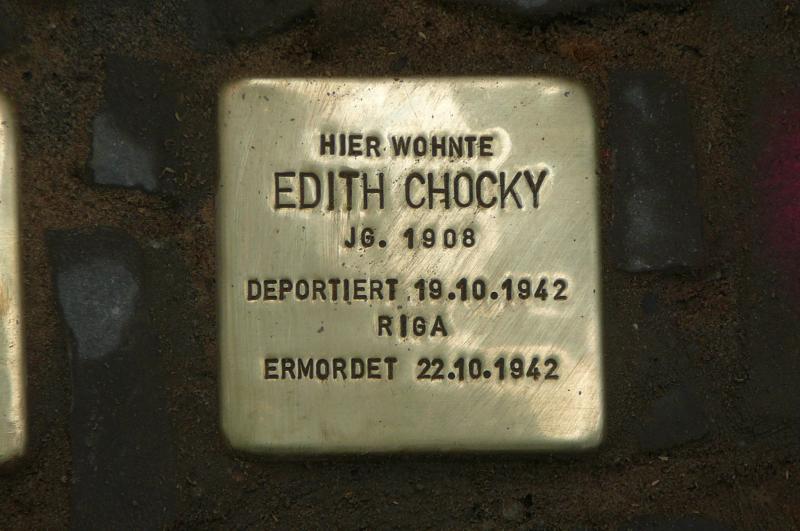 HIER WOHNTE
EDITH CHOCKY
JG. 1908
DEPORTIERT 19.10.1942
RIGA
ERMORDET 22.10.1942